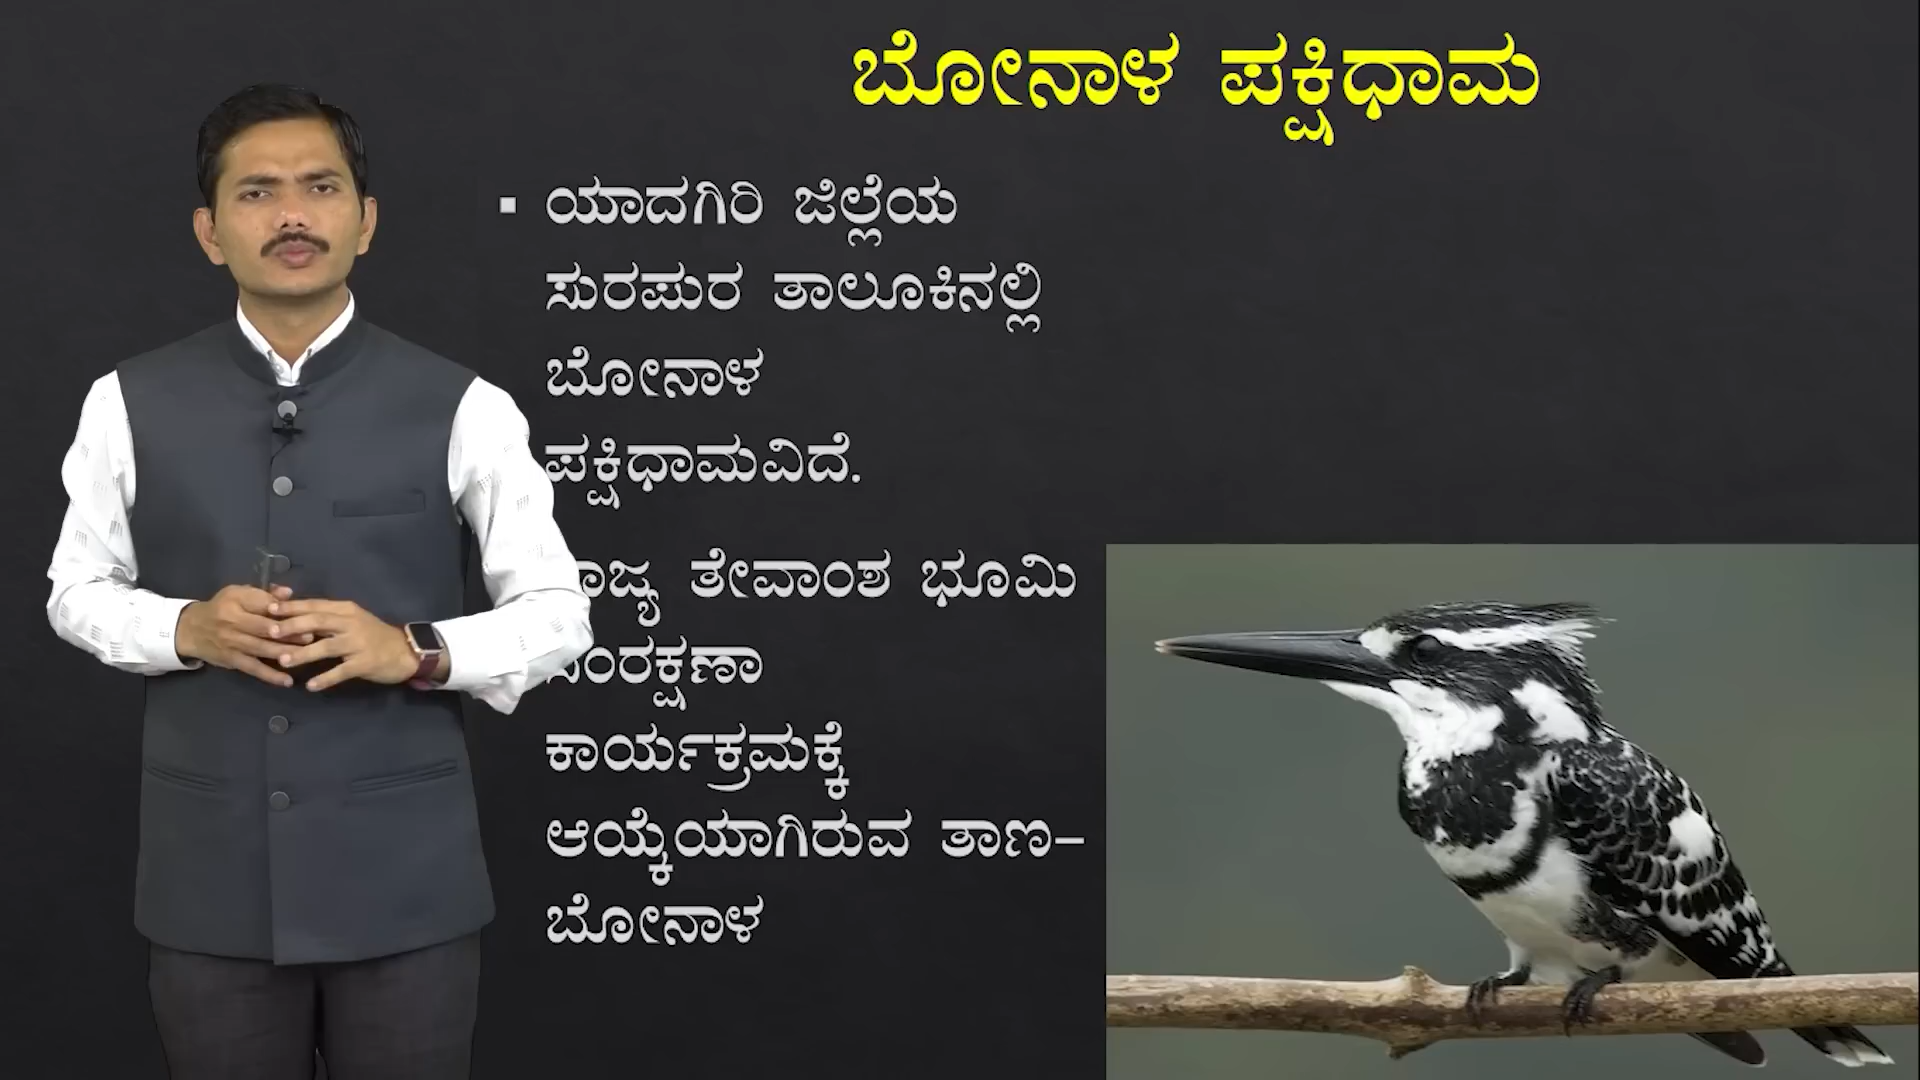 ಬೋನಾಳ ಪಕ್ಷಿಧಾಮ
▪ ಯಾದಗಿರಿ ಜಿಲ್ಲೆಯ
ಸುರಪುರ ತಾಲೂಕಿನಲ್ಲಿ
ಬೋನಾಳ
ಪಕ್ಷಿಧಾಮವಿದೆ.
ತೇವಾಂಶ ಭೂಮಿ
ಕಾರ್ಯಕ್ರಮಕ್ಕೆ
ಆಯ್ಕೆಯಾಗಿರುವ ತಾಣ–
ಬೋನಾಳ